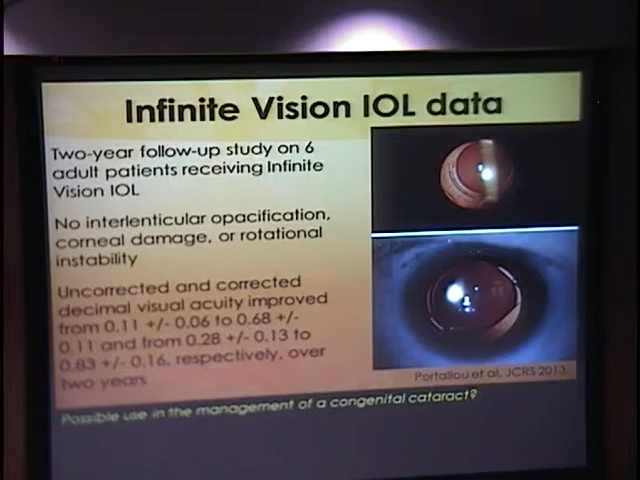 Infinite Vision IOL data
Two-year follow-up study on 6
adult patients receiving Infinite
Vision IOL
No interlenticular opacification,
corneal damage, or rotational
instability
Uncorrected and corrected
decimal visual acuity improved
from 0.11 +/- 0.06 to 0.68 +/-
0.11 and from 0.28 +/- 0.13 to
0.83 +/- 0.16, respectively, over
two years
Portaliou et al, JCRS 2013.
Possible use in the management of a congenital cataract?